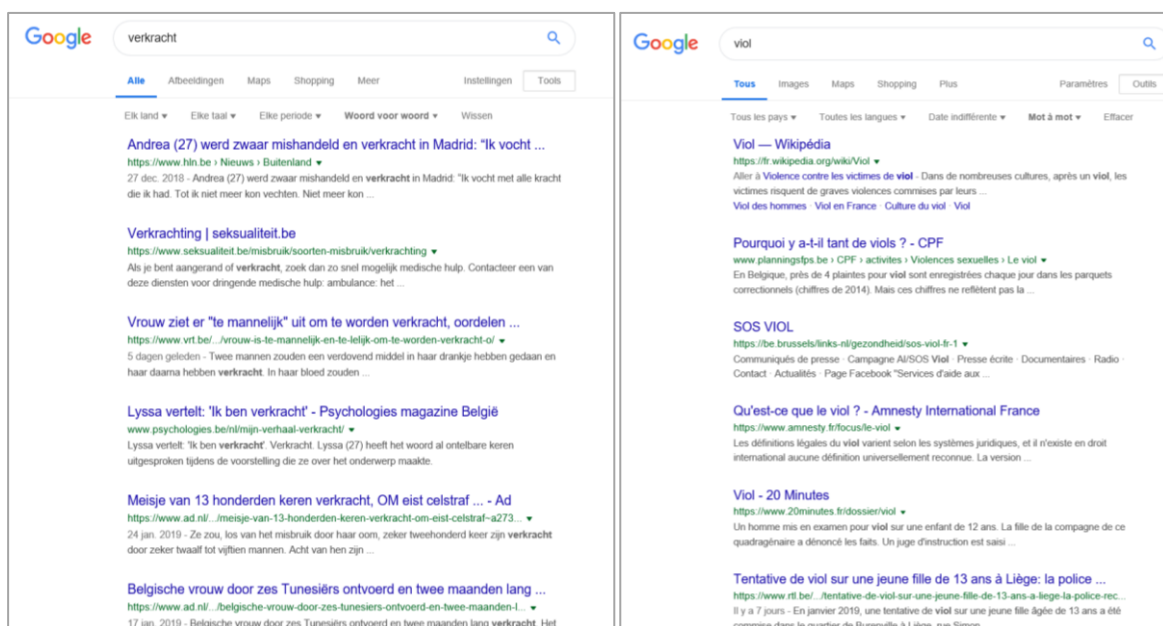 Google
verkracht
Alle Afbeeldingen Maps Shopping Meer Instellingen Tools
Elk land ▾ Elke taal ▾ Elke periode ▾ Woord voor woord ▾ Wissen
Andrea (27) werd zwaar mishandeld en verkracht in Madrid: “Ik vocht ...
https://www.hln.be › Nieuws › Buitenland ▾
27 dec. 2018 - Andrea (27) werd zwaar mishandeld en verkracht in Madrid: "Ik vocht met alle kracht
die ik had. Tot ik niet meer kon vechten. Niet meer kon ...
Verkrachting | seksualiteit.be
https://www.seksualiteit.be/misbruik/soorten-misbruik/verkrachting ▾
Als je bent aangerand of verkracht, zoek dan zo snel mogelijk medische hulp. Contacteer een van
deze diensten voor dringende medische hulp: ambulance: het ...
Vrouw ziet er "te mannelijk" uit om te worden verkracht, oordelen ...
https://www.vrt.be/.../vrouw-is-te-mannelijk-en-te-lelijk-om-te-worden-verkracht-o/ ▾
5 dagen geleden - Twee mannen zouden een verdovend middel in haar drankje hebben gedaan en
haar daarna hebben verkracht. In haar bloed zouden ...
Lyssa vertelt: 'Ik ben verkracht' - Psychologies magazine België
www.psychologies.be/nl/mijn-verhaal-verkracht/ ▾
Lyssa vertelt: 'Ik ben verkracht'. Verkracht. Lyssa (27) heeft het woord al ontelbare keren
uitgesproken tijdens de voorstelling die ze over het onderwerp maakte.
Meisje van 13 honderden keren verkracht, OM eist celstraf ... - Ad
https://www.ad.nl/.../meisje-van-13-honderden-keren-verkracht-om-eist-celstraf~a273... ▾
24 jan. 2019 - Ze zou, los van het misbruik door haar oom, zeker tweehonderd keer zijn verkracht
door zeker twaalf tot vijftien mannen. Acht van hen zijn ...
Belgische vrouw door zes Tunesiërs ontvoerd en twee maanden lang ...
https://www.ad.nl/.../belgische-vrouw-door-zes-tunesiers-ontvoerd-en-twee-maanden-l... ▾
17 jan. 2019 - Belgische vrouw door zes Tunesiërs ontvoerd en twee maanden lang verkracht. Het
Google
viol
Tous Images Maps Shopping Plus Paramètres Outils
Tous les pays ▾ Toutes les langues ▾ Date indifférente ▾ Mot à mot ▾ Effacer
Viol — Wikipédia
https://fr.wikipedia.org/wiki/Viol ▾
Aller à Violence contre les victimes de viol - Dans de nombreuses cultures, après un viol, les
victimes risquent de graves violences commises par leurs ...
Viol des hommes · Viol en France · Culture du viol · Viol
Pourquoi y a-t-il tant de viols ? - CPF
www.planningsfps.be › CPF › activites › Violences sexuelles › Le viol ▾
En Belgique, près de 4 plaintes pour viol sont enregistrées chaque jour dans les parquets
correctionnels (chiffres de 2014). Mais ces chiffres ne reflètent pas la ...
SOS VIOL
https://be.brussels/links-nl/gezondheid/sos-viol-fr-1 ▾
Communiqués de presse · Campagne AI/SOS Viol · Presse écrite · Documentaires · Radio ·
Contact · Actualités · Page Facebook "Services d'aide aux ...
Qu'est-ce que le viol ? - Amnesty International France
https://www.amnesty.fr/focus/le-viol ▾
Les définitions légales du viol varient selon les systèmes juridiques, et il n'existe en droit
international aucune définition universellement reconnue. La version ...
Viol - 20 Minutes
https://www.20minutes.fr/dossier/viol ▾
Un homme mis en examen pour viol sur une enfant de 12 ans. La fille de la compagne de ce
quadragénaire a dénoncé les faits. Un juge d'instruction est saisi ...
Tentative de viol sur une jeune fille de 13 ans à Liège: la police ...
https://www.rtl.be/.../tentative-de-viol-sur-une-jeune-fille-de-13-ans-a-liege-la-police-rec...
Il y a 7 jours - En janvier 2019, une tentative de viol sur une jeune fille âgée de 13 ans a été
commise dans le quartier de Burenville à Liège, rue Simon